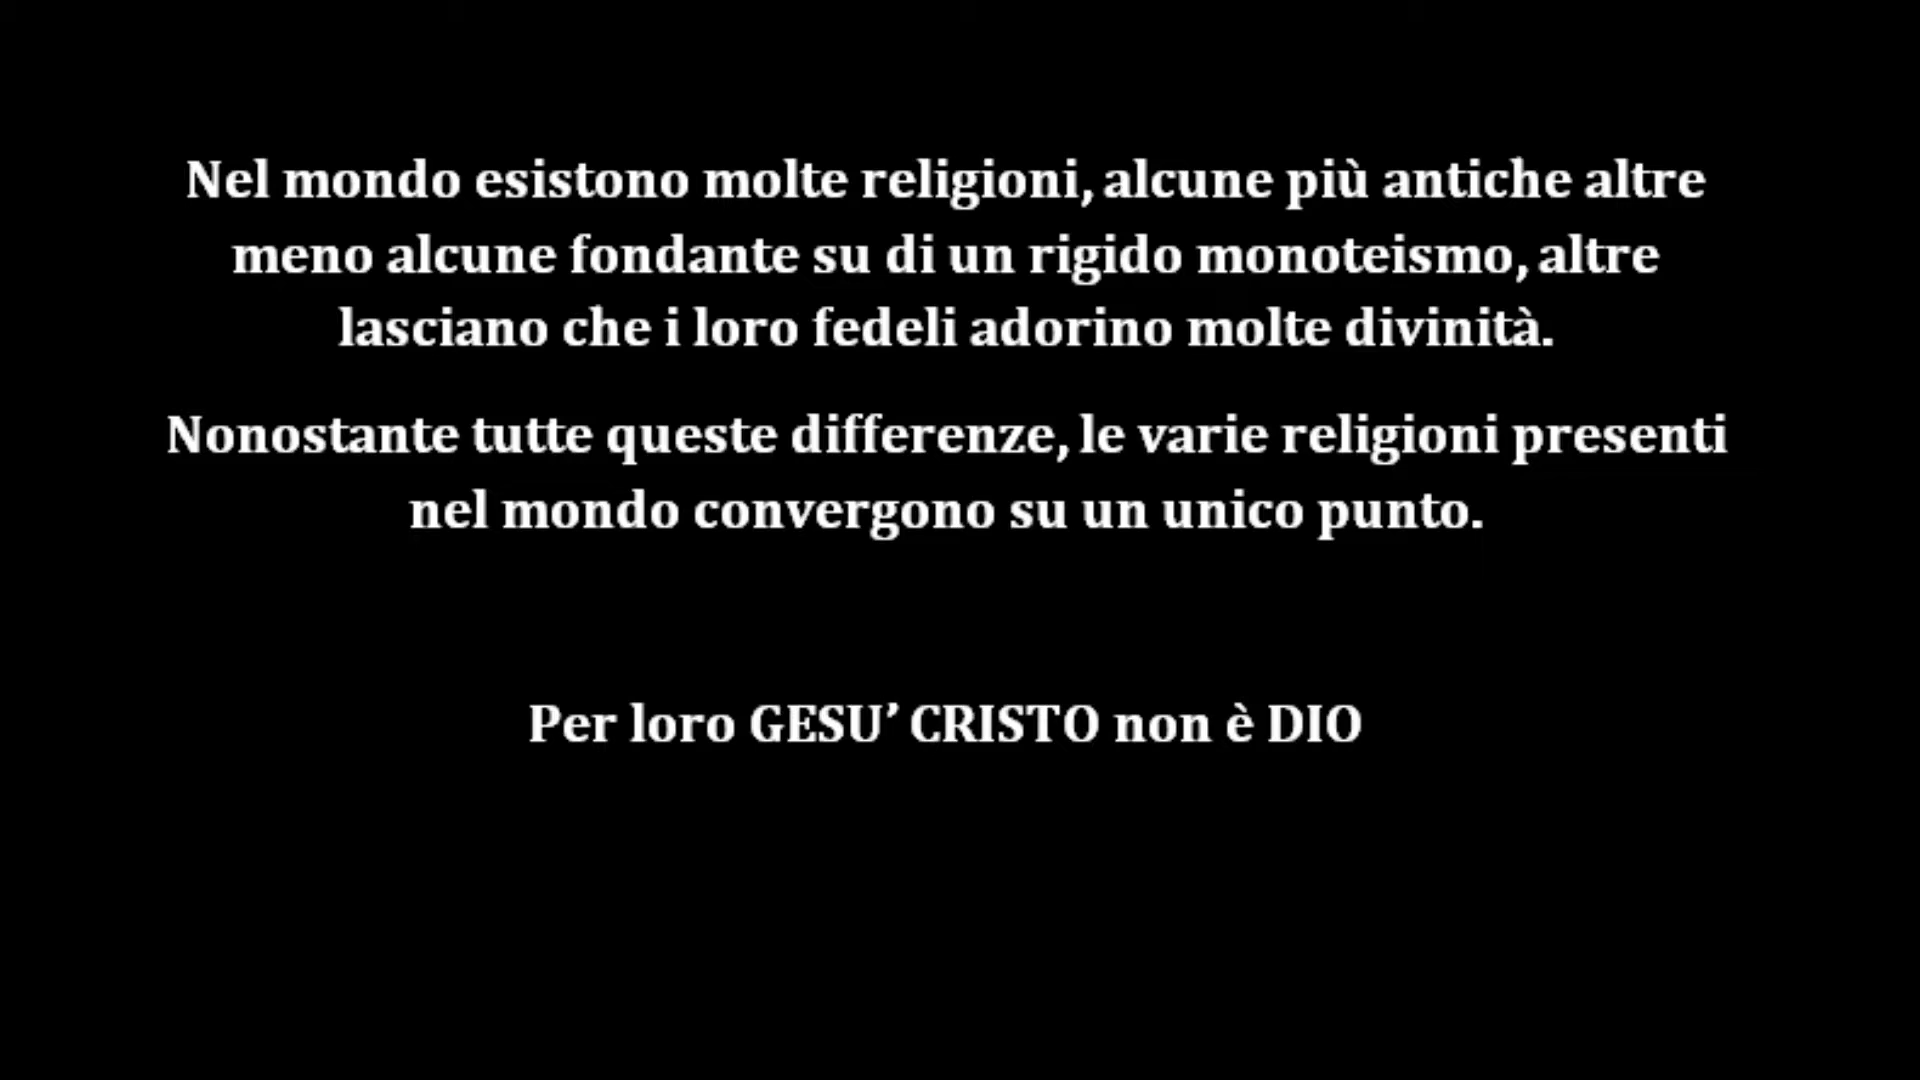 Nel mondo esistono molte religioni, alcune più antiche altre
meno alcune fondante su di un rigido monoteismo, altre
lasciano che i loro fedeli adorino molte divinità.
Nonostante tutte queste differenze, le varie religioni presenti
nel mondo convergono su un unico punto.
Per loro GESU’ CRISTO non è DIO